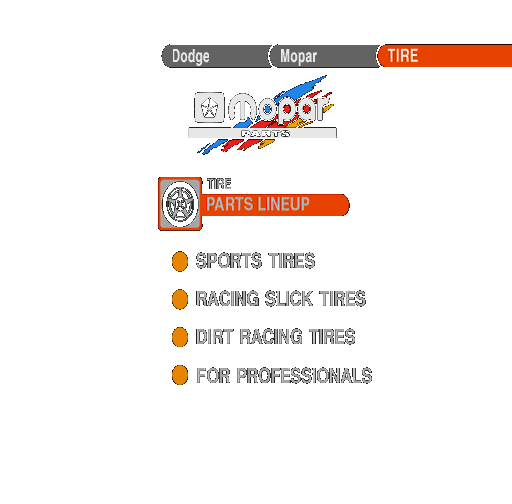 Dodge
Mopar
TIRE
Mopar
PARTS
TIRE
PARTS LINEUP
SPORTS TIRES
RACING SLICK TIRES
DIRT RACING TIRES
FOR PROFESSIONALS